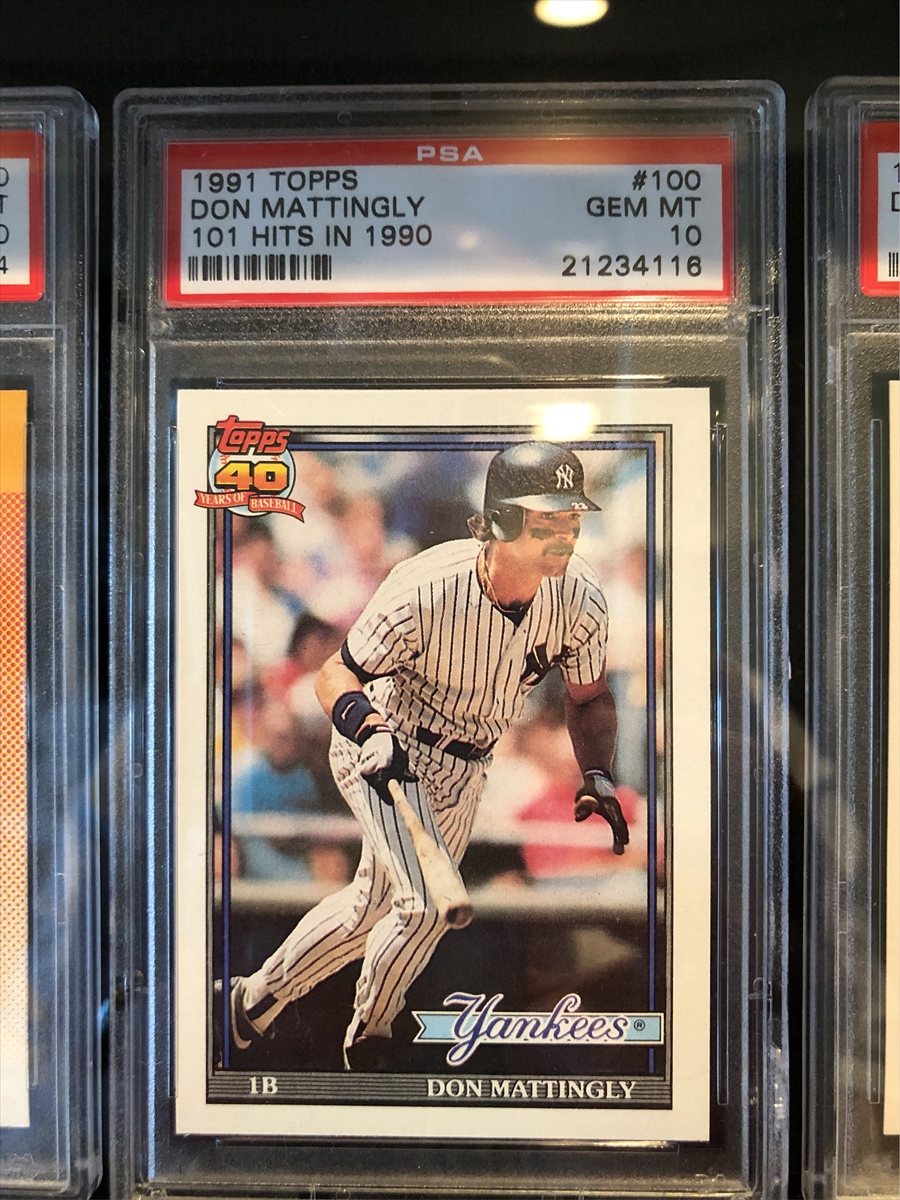 PSA
1991 TOPPS #100
DON MATTINGLY GEM MT
101 HITS IN 1990 10
21234116
TOPPS
40
YEARS OF BASEBALL
NY
Yankees®
1B DON MATTINGLY